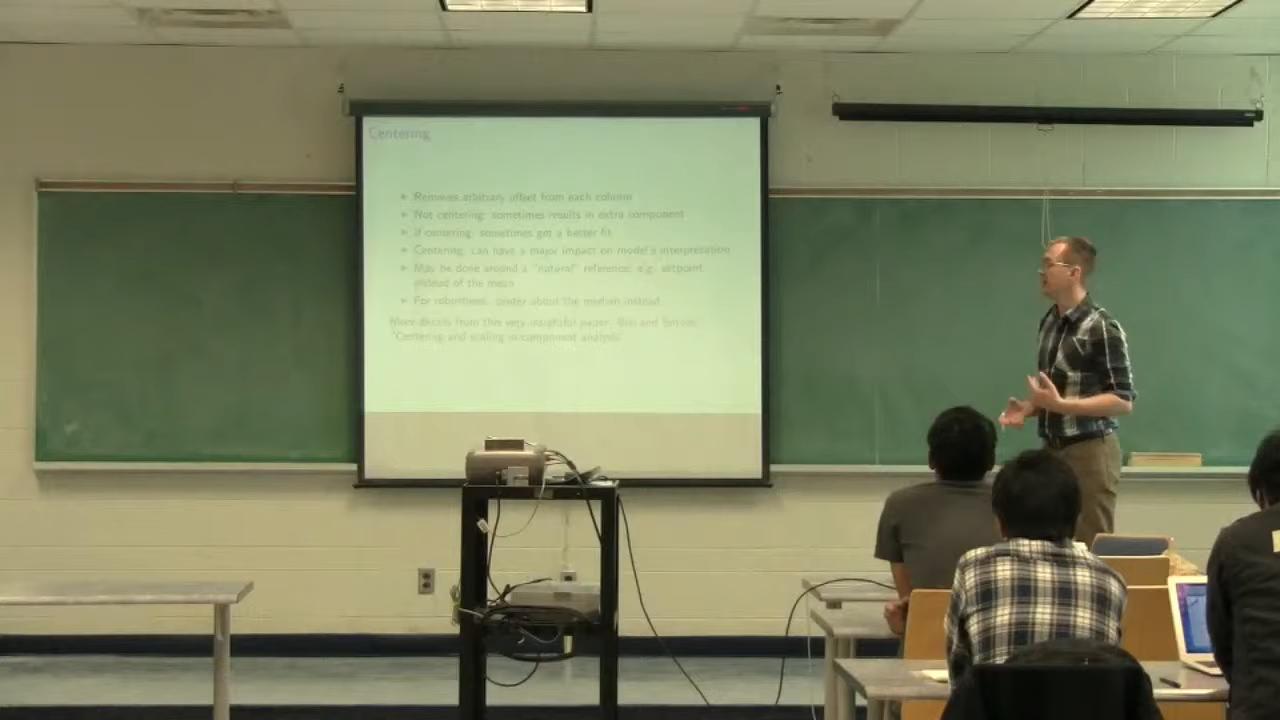 Centering
▸ Removes arbitrary offset from each column
▸ Not centering: sometimes results in extra component
▸ If centering: sometimes get a better fit
▸ Centering: can have a major impact on model's interpretation
▸ May be done around a "natural" reference: e.g. setpoint
instead of the mean
▸ For robustness: center about the median instead
More details from this very insightful paper: Bro and
"Centering and scaling in component analysis"